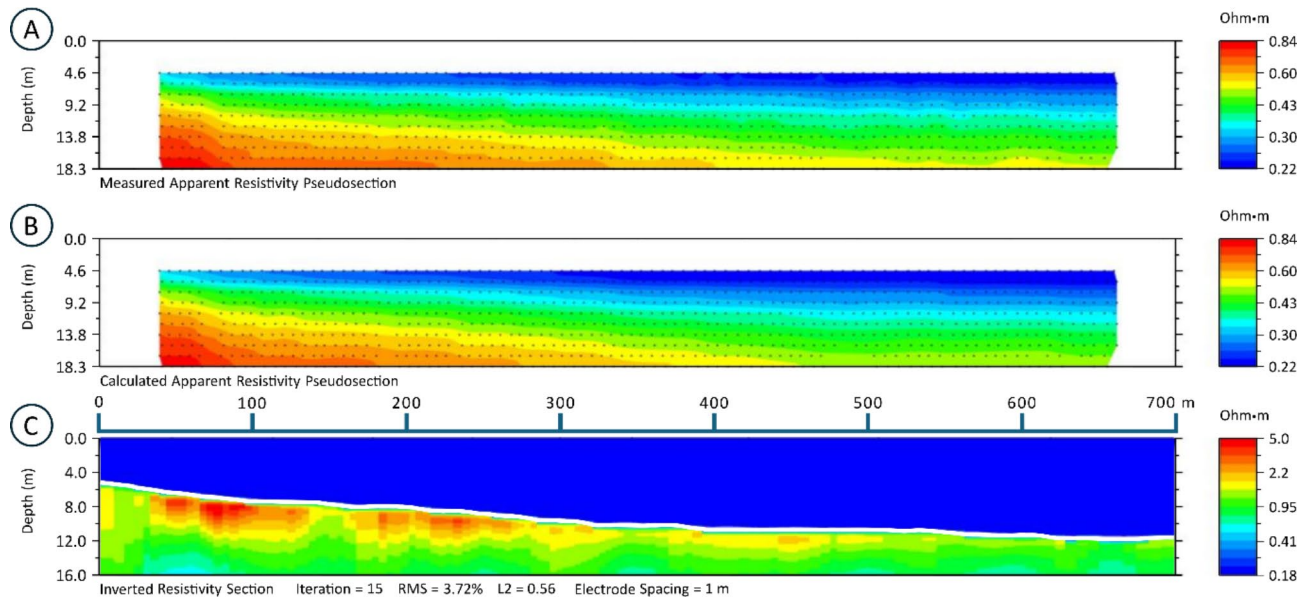 A
Ohm•m
Depth (m)
0.0
4.6
9.2
13.8
18.3
0.84
0.60
0.43
0.30
0.22
Measured Apparent Resistivity Pseudosection
B
Ohm•m
Depth (m)
0.0
4.6
9.2
13.8
18.3
0.84
0.60
0.43
0.30
0.22
Calculated Apparent Resistivity Pseudosection
0 100 200 300 400 500 600 700 m
C
Ohm•m
Depth (m)
0.0
4.0
8.0
12.0
16.0
5.0
2.2
0.95
0.41
0.18
Inverted Resistivity Section Iteration = 15 RMS = 3.72% L2 = 0.56 Electrode Spacing = 1 m